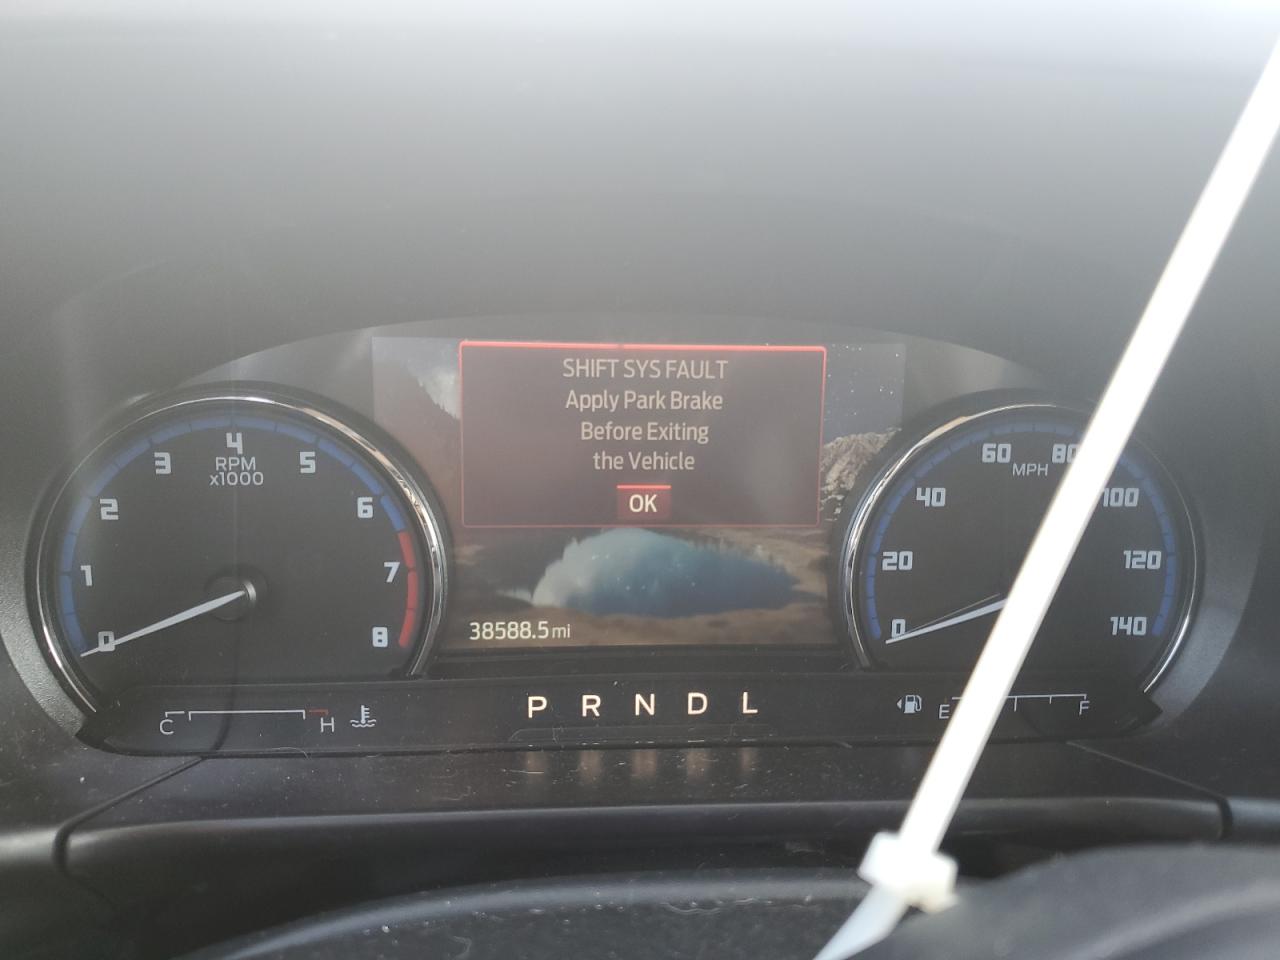 SHIFT SYS FAULT
Apply Park Brake
Before Exiting
the Vehicle
OK
0 1 2 3 4 5 6 7 8
RPM
x1000
0 20 40 60 80 100 120 140
MPH
38588.5 mi
C H
P R N D L
E F